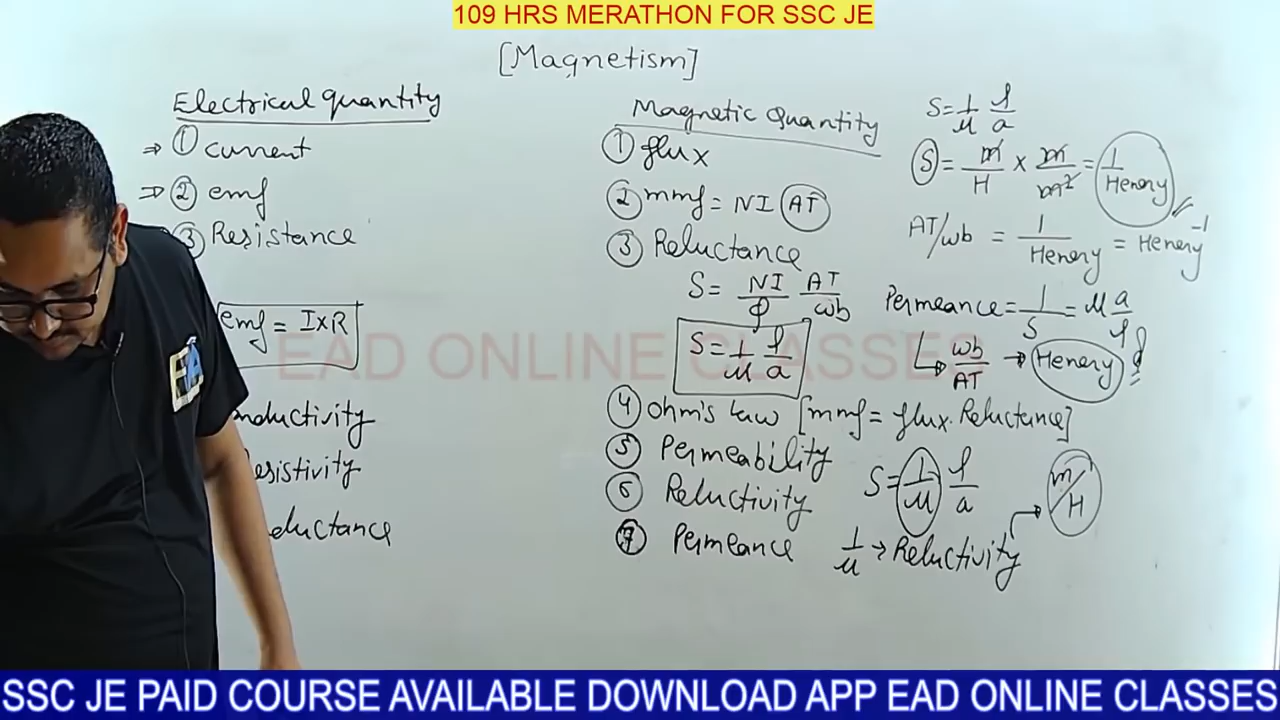 109 HRS MERATHON FOR SSC JE
[Magnetism]
Electrical quantity
① current
② emf
③ Resistance
emf = I×R
nductivity
esistivity
ductance
Magnetic Quantity
① flux
② mmf = NI (AT)
③ Reluctance
S = NI/ϕ AT/wb
S = 1/μ l/a
④ ohm's law [mmf = flux. Reluctance]
⑤ Permeability
⑥ Reluctivity
⑦ Permeance
S = 1/μ l/a
S = m/H × m/m² = 1/Henery
AT/wb = 1/Henery = Henery⁻¹
Permeance = 1/S = μ a/l
wb/AT → Henery
S = 1/μ l/a
1/μ → Reluctivity
m/H
EAD ONLINE CLASSES
SSC JE PAID COURSE AVAILABLE DOWNLOAD APP EAD ONLINE CLASSES